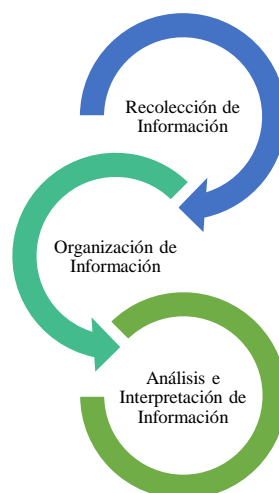 Recolección de
Información
Organización de
Información
Análisis e
Interpretación de
Información